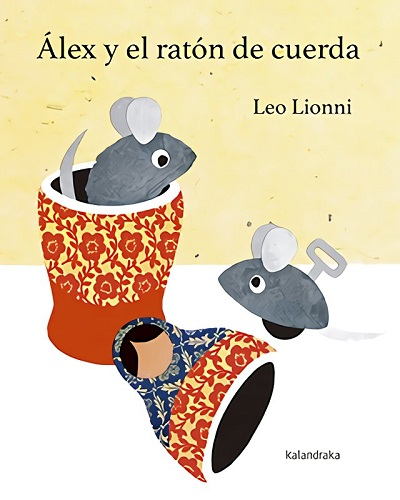 Álex y el ratón de cuerda
Leo Lionni
Kalandraka